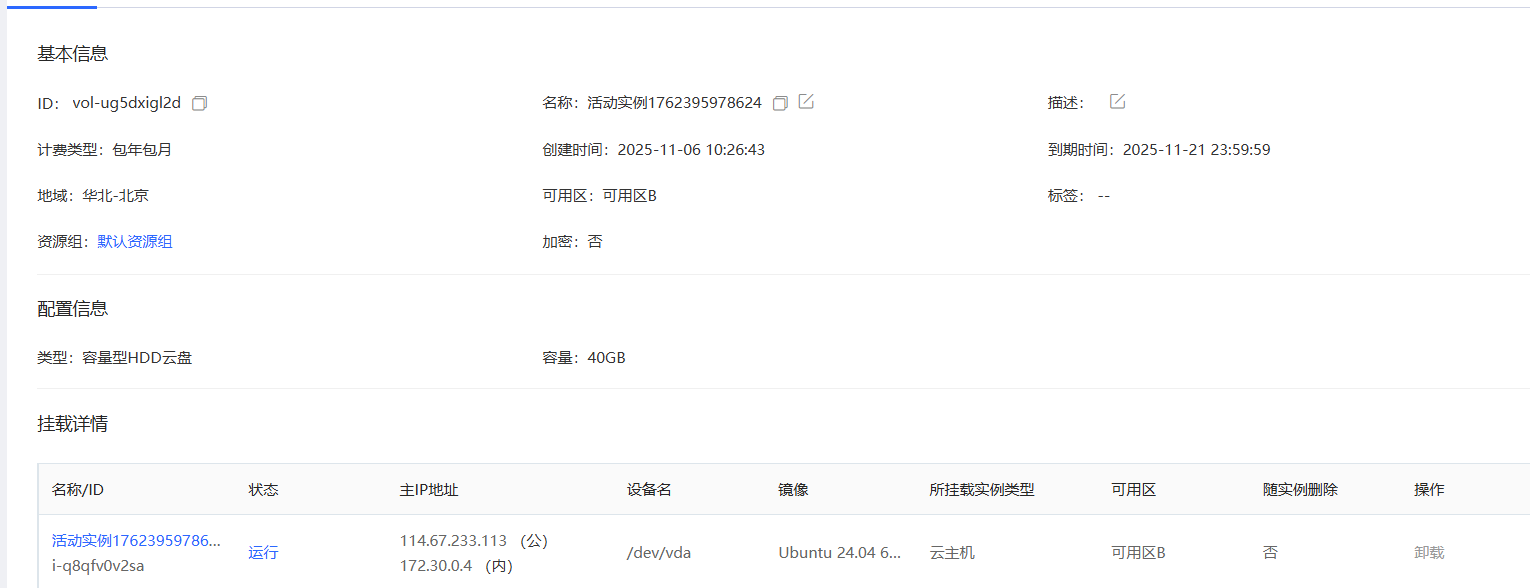 基本信息
ID： vol-ug5dxigl2d 名称：活动实例1762395978624 描述：
计费类型：包年包月 创建时间：2025-11-06 10:26:43 到期时间：2025-11-21 23:59:59
地域：华北-北京 可用区：可用区B 标签： --
资源组：默认资源组 加密：否
配置信息
类型：容量型HDD云盘 容量：40GB
挂载详情
名称/ID 状态 主IP地址 设备名 镜像 所挂载实例类型 可用区 随实例删除 操作
活动实例17623959786... 运行 114.67.233.113 （公） /dev/vda Ubuntu 24.04 6... 云主机 可用区B 否 卸载
i-q8qfv0v2sa 172.30.0.4 （内）